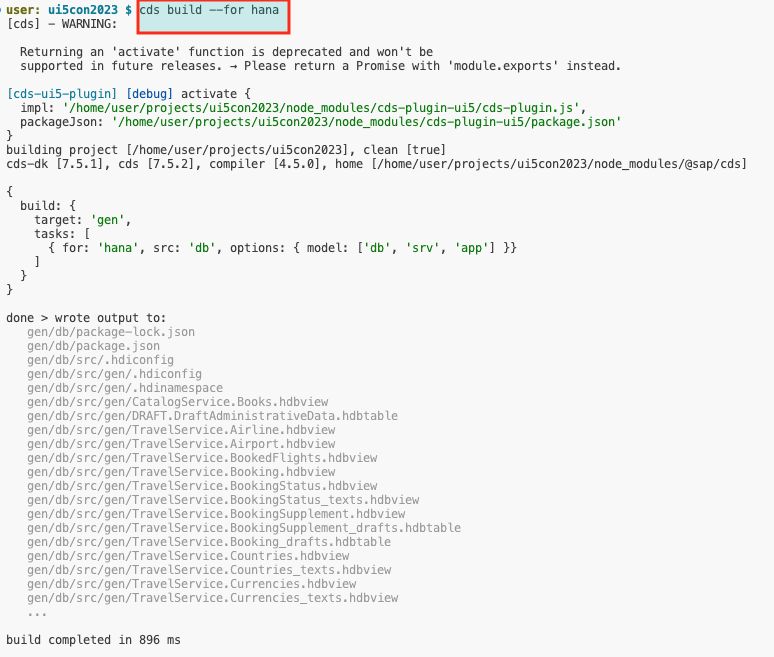 user: ui5con2023 $ cds build --for hana
[cds] - WARNING:
Returning an 'activate' function is deprecated and won't be
supported in future releases. → Please return a Promise with 'module.exports' instead.
[cds-ui5-plugin] [debug] activate {
impl: '/home/user/projects/ui5con2023/node_modules/cds-plugin-ui5/cds-plugin.js',
packageJson: '/home/user/projects/ui5con2023/node_modules/cds-plugin-ui5/package.json'
}
building project [/home/user/projects/ui5con2023], clean [true]
cds-dk [7.5.1], cds [7.5.2], compiler [4.5.0], home [/home/user/projects/ui5con2023/node_modules/@sap/cds]
{
build: {
target: 'gen',
tasks: [
{ for: 'hana', src: 'db', options: { model: ['db', 'srv', 'app'] }}
]
}
}
done > wrote output to:
gen/db/package-lock.json
gen/db/package.json
gen/db/src/.hdiconfig
gen/db/src/gen/.hdiconfig
gen/db/src/gen/.hdinamespace
gen/db/src/gen/CatalogService.Books.hdbview
gen/db/src/gen/DRAFT.DraftAdministrativeData.hdbtable
gen/db/src/gen/TravelService.Airline.hdbview
gen/db/src/gen/TravelService.Airport.hdbview
gen/db/src/gen/TravelService.BookedFlights.hdbview
gen/db/src/gen/TravelService.Booking.hdbview
gen/db/src/gen/TravelService.BookingStatus.hdbview
gen/db/src/gen/TravelService.BookingStatus_texts.hdbview
gen/db/src/gen/TravelService.BookingSupplement.hdbview
gen/db/src/gen/TravelService.BookingSupplement_drafts.hdbtable
gen/db/src/gen/TravelService.Booking_drafts.hdbtable
gen/db/src/gen/TravelService.Countries.hdbview
gen/db/src/gen/TravelService.Countries_texts.hdbview
gen/db/src/gen/TravelService.Currencies.hdbview
gen/db/src/gen/TravelService.Currencies_texts.hdbview
...
build completed in 896 ms